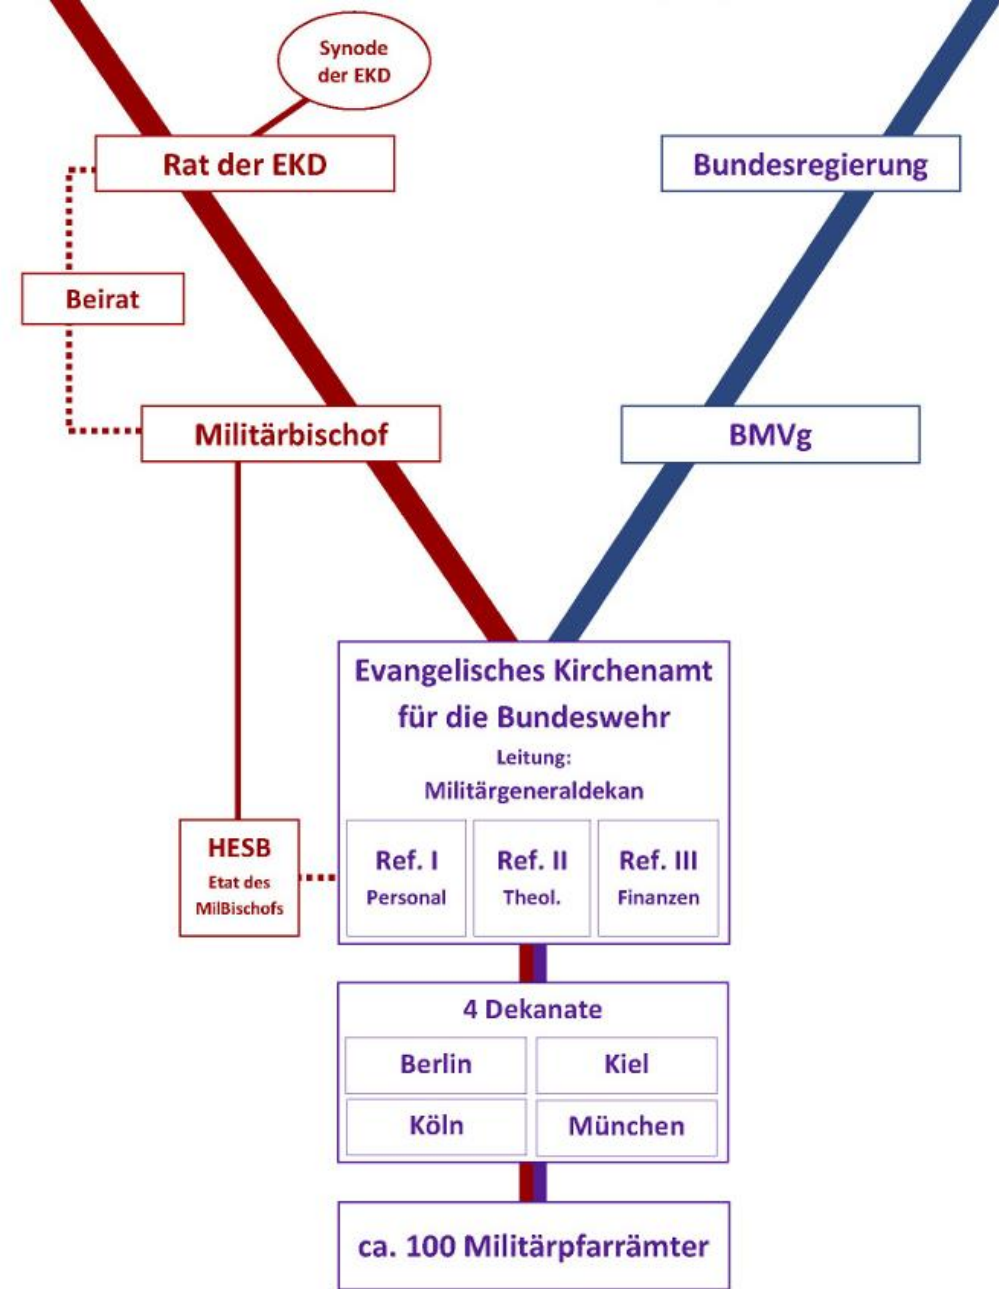 Synode
der EKD
Rat der EKD
Bundesregierung
Beirat
Militärbischof
BMVg
Evangelisches Kirchenamt
für die Bundeswehr
Leitung:
Militärgeneraldekan
HESB
Etat des
MilBischofs
Ref. I
Personal
Ref. II
Theol.
Ref. III
Finanzen
4 Dekanate
Berlin
Kiel
Köln
München
ca. 100 Militärpfarrämter